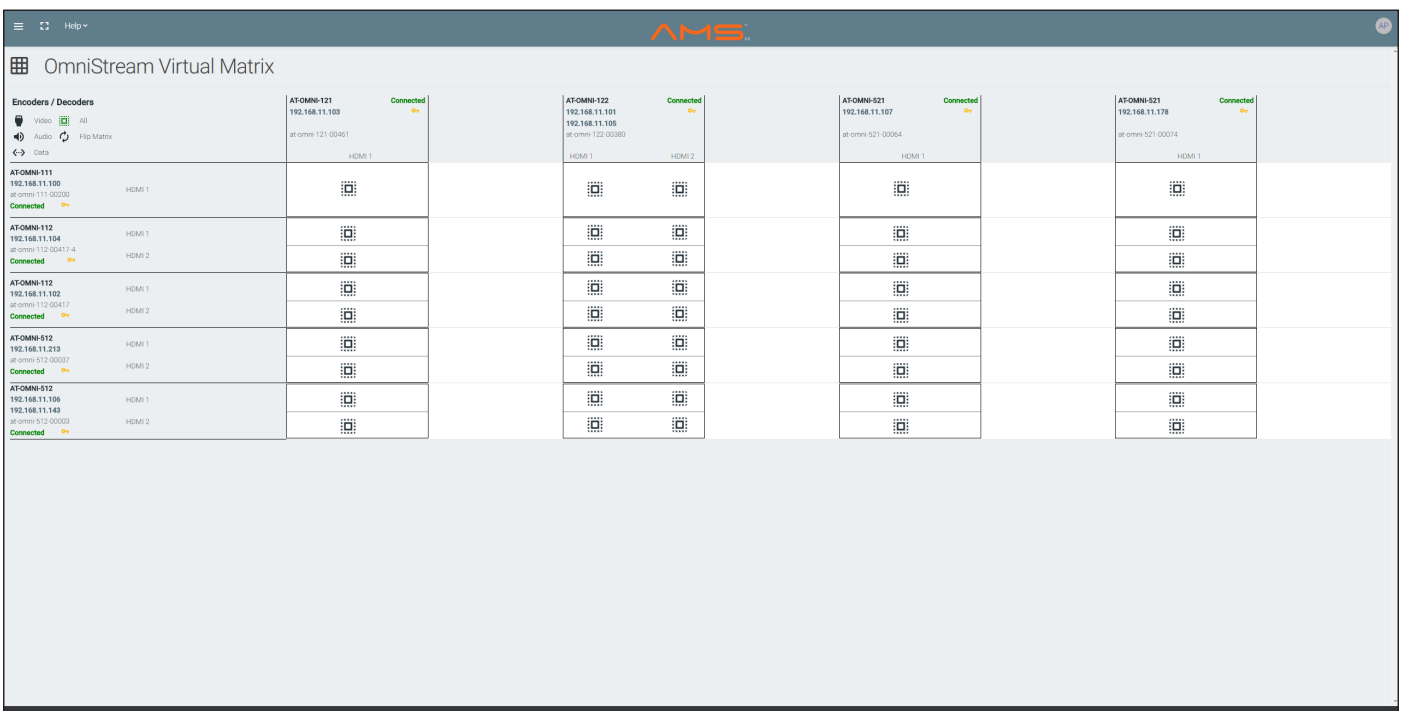 Help
AMS
AP
OmniStream Virtual Matrix
Encoders / Decoders
Video All
Audio Flip Matrix
Data
AT-OMNI-121 Connected
192.168.11.103
at-omni-121-00461
HDMI 1
AT-OMNI-122 Connected
192.168.11.101
192.168.11.105
at-omni-122-00380
HDMI 1 HDMI 2
AT-OMNI-521 Connected
192.168.11.107
at-omni-521-00064
HDMI 1
AT-OMNI-521 Connected
192.168.11.178
at-omni-521-00074
HDMI 1
AT-OMNI-111
192.168.11.100
at-omni-111-00200
Connected
HDMI 1
AT-OMNI-112
192.168.11.104
at-omni-112-00417-4
Connected
HDMI 1
HDMI 2
AT-OMNI-112
192.168.11.102
at-omni-112-00417
Connected
HDMI 1
HDMI 2
AT-OMNI-512
192.168.11.213
at-omni-512-00037
Connected
HDMI 1
HDMI 2
AT-OMNI-512
192.168.11.106
192.168.11.143
at-omni-512-00003
Connected
HDMI 1
HDMI 2